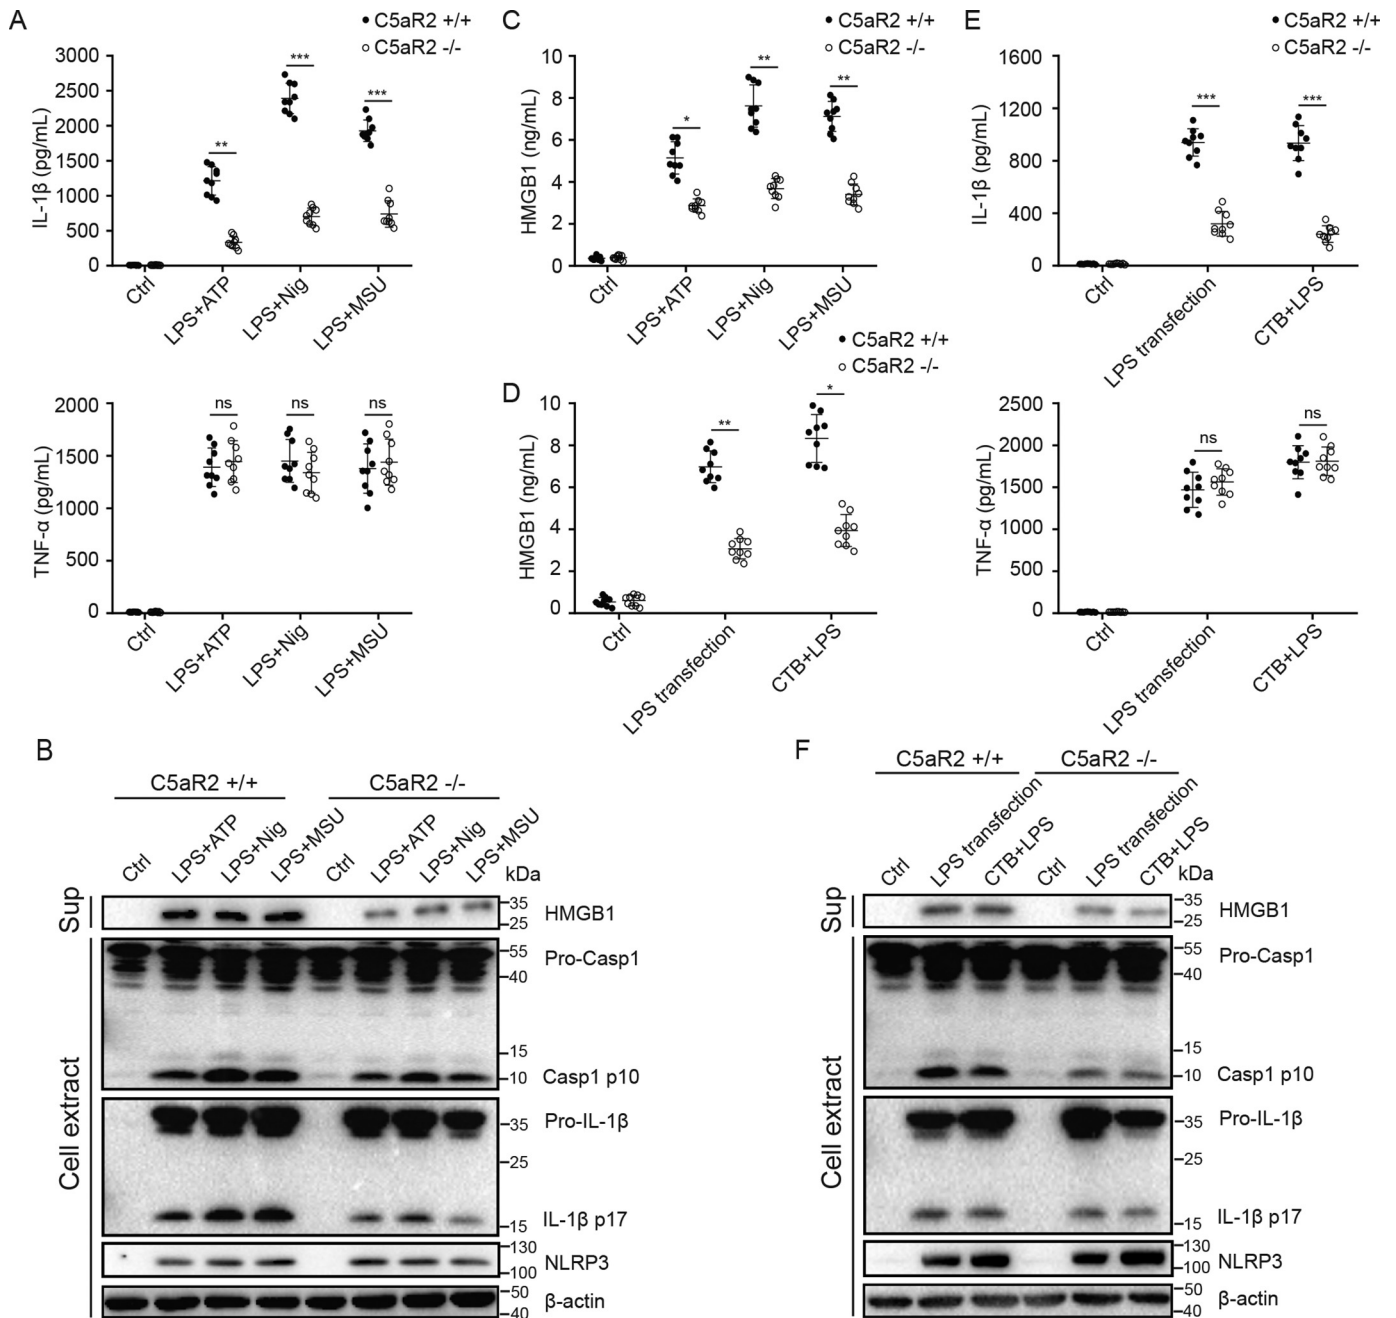 A
C5aR2 +/+
C5aR2 -/-
IL-1β (pg/mL)
3000
2500
2000
1500
1000
500
0
**
***
***
Ctrl
LPS+ATP
LPS+Nig
LPS+MSU
TNF-α (pg/mL)
2000
1500
1000
500
0
ns
ns
ns
Ctrl
LPS+ATP
LPS+Nig
LPS+MSU
C
C5aR2 +/+
C5aR2 -/-
HMGB1 (ng/mL)
10
8
6
4
2
0
*
**
**
Ctrl
LPS+ATP
LPS+Nig
LPS+MSU
D
C5aR2 +/+
C5aR2 -/-
HMGB1 (ng/mL)
10
8
6
4
2
0
**
*
Ctrl
LPS transfection
CTB+LPS
E
C5aR2 +/+
C5aR2 -/-
IL-1β (pg/mL)
1600
1200
800
400
0
***
***
Ctrl
LPS transfection
CTB+LPS
TNF-α (pg/mL)
2500
2000
1500
1000
500
0
ns
ns
Ctrl
LPS transfection
CTB+LPS
B
C5aR2 +/+
C5aR2 -/-
Ctrl
LPS+ATP
LPS+Nig
LPS+MSU
Ctrl
LPS+ATP
LPS+Nig
LPS+MSU
kDa
Sup
35
25
HMGB1
Cell extract
55
40
Pro-Casp1
15
10
Casp1 p10
35
Pro-IL-1β
25
15
IL-1β p17
130
100
NLRP3
50
40
β-actin
F
C5aR2 +/+
C5aR2 -/-
Ctrl
LPS transfection
CTB+LPS
Ctrl
LPS transfection
CTB+LPS
kDa
Sup
35
25
HMGB1
Cell extract
55
40
Pro-Casp1
15
10
Casp1 p10
35
Pro-IL-1β
25
15
IL-1β p17
130
100
NLRP3
50
40
β-actin